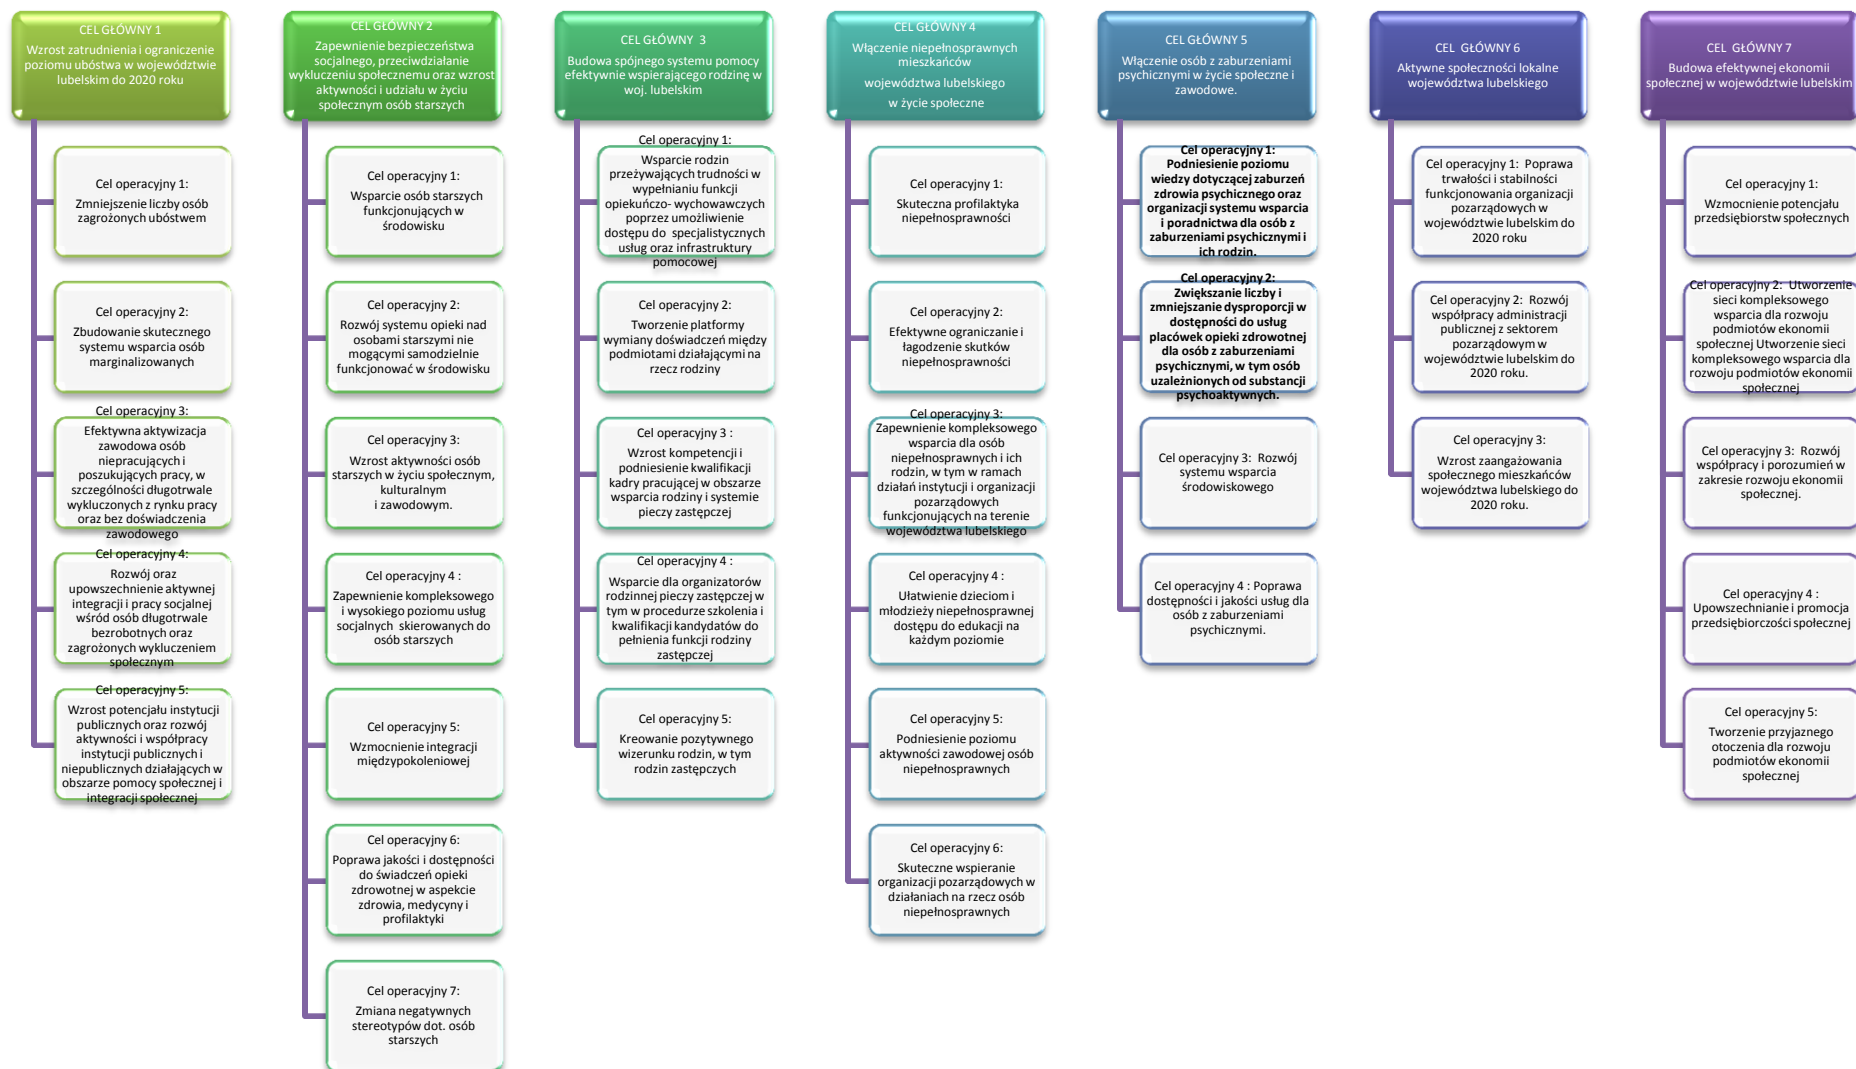 CEL GŁÓWNY 1
Wzrost zatrudnienia i ograniczenie
poziomu ubóstwa w województwie
lubelskim do 2020 roku
Cel operacyjny 1:
Zmniejszenie liczby osób
zagrożonych ubóstwem
Cel operacyjny 2:
Zbudowanie skutecznego
systemu wsparcia osób
marginalizowanych
Cel operacyjny 3:
Efektywna aktywizacja
zawodowa osób
niepracujących i
poszukujących pracy, w
szczególności długotrwale
wykluczonych z rynku pracy
oraz bez doświadczenia
zawodowego
Cel operacyjny 4:
Rozwój oraz
upowszechnienie aktywnej
integracji i pracy socjalnej
wśród osób długotrwale
bezrobotnych oraz
zagrożonych wykluczeniem
społecznym
Cel operacyjny 5:
Wzrost potencjału instytucji
publicznych oraz rozwój
aktywności i współpracy
instytucji publicznych i
niepublicznych działających w
obszarze pomocy społecznej i
integracji społecznej
CEL GŁÓWNY 2
Zapewnienie bezpieczeństwa
socjalnego, przeciwdziałanie
wykluczeniu społecznemu oraz wzrost
aktywności i udziału w życiu
społecznym osób starszych
Cel operacyjny 1:
Wsparcie osób starszych
funkcjonujących w
środowisku
Cel operacyjny 2:
Rozwój systemu opieki nad
osobami starszymi nie
mogącymi samodzielnie
funkcjonować w środowisku
Cel operacyjny 3:
Wzrost aktywności osób
starszych w życiu społecznym,
kulturalnym
i zawodowym.
Cel operacyjny 4 :
Zapewnienie kompleksowego
i wysokiego poziomu usług
socjalnych skierowanych do
osób starszych
Cel operacyjny 5:
Wzmocnienie integracji
międzypokoleniowej
Cel operacyjny 6:
Poprawa jakości i dostępności
do świadczeń opieki
zdrowotnej w aspekcie
zdrowia, medycyny i
profilaktyki
Cel operacyjny 7:
Zmiana negatywnych
stereotypów dot. osób
starszych
CEL GŁÓWNY 3
Budowa spójnego systemu pomocy
efektywnie wspierającego rodzinę w
woj. lubelskim
Cel operacyjny 1:
Wsparcie rodzin
przeżywających trudności w
wypełnianiu funkcji
opiekuńczo- wychowawczych
poprzez umożliwienie
dostępu do specjalistycznych
usług oraz infrastruktury
pomocowej
Cel operacyjny 2:
Tworzenie platformy
wymiany doświadczeń między
podmiotami działającymi na
rzecz rodziny
Cel operacyjny 3 :
Wzrost kompetencji i
podniesienie kwalifikacji
kadry pracującej w obszarze
wsparcia rodziny i systemie
pieczy zastępczej
Cel operacyjny 4 :
Wsparcie dla organizatorów
rodzinnej pieczy zastępczej w
tym w procedurze szkolenia i
kwalifikacji kandydatów do
pełnienia funkcji rodziny
zastępczej
Cel operacyjny 5:
Kreowanie pozytywnego
wizerunku rodzin, w tym
rodzin zastępczych
CEL GŁÓWNY 4
Włączenie niepełnosprawnych
mieszkańców
województwa lubelskiego
w życie społeczne
Cel operacyjny 1:
Skuteczna profilaktyka
niepełnosprawności
Cel operacyjny 2:
Efektywne ograniczanie i
łagodzenie skutków
niepełnosprawności
Cel operacyjny 3:
Zapewnienie kompleksowego
wsparcia dla osób
niepełnosprawnych i ich
rodzin, w tym w ramach
działań instytucji i organizacji
pozarządowych
funkcjonujących na terenie
województwa lubelskiego
Cel operacyjny 4 :
Ułatwienie dzieciom i
młodzieży niepełnosprawnej
dostępu do edukacji na
każdym poziomie
Cel operacyjny 5:
Podniesienie poziomu
aktywności zawodowej osób
niepełnosprawnych
Cel operacyjny 6:
Skuteczne wspieranie
organizacji pozarządowych w
działaniach na rzecz osób
niepełnosprawnych
CEL GŁÓWNY 5
Włączenie osób z zaburzeniami
psychicznymi w życie społeczne i
zawodowe.
Cel operacyjny 1:
Podniesienie poziomu
wiedzy dotyczącej zaburzeń
zdrowia psychicznego oraz
organizacji systemu wsparcia
i poradnictwa dla osób z
zaburzeniami psychicznymi i
ich rodzin.
Cel operacyjny 2:
Zwiększanie liczby i
zmniejszanie dysproporcji w
dostępności do usług
placówek opieki zdrowotnej
dla osób z zaburzeniami
psychicznymi, w tym osób
uzależnionych od substancji
psychoaktywnych.
Cel operacyjny 3: Rozwój
systemu wsparcia
środowiskowego
Cel operacyjny 4 : Poprawa
dostępności i jakości usług dla
osób z zaburzeniami
psychicznymi.
CEL GŁÓWNY 6
Aktywne społeczności lokalne
województwa lubelskiego
Cel operacyjny 1: Poprawa
trwałości i stabilności
funkcjonowania organizacji
pozarządowych w
województwie lubelskim do
2020 roku
Cel operacyjny 2: Rozwój
współpracy administracji
publicznej z sektorem
pozarządowym w
województwie lubelskim do
2020 roku.
Cel operacyjny 3:
Wzrost zaangażowania
społecznego mieszkańców
województwa lubelskiego do
2020 roku.
CEL GŁÓWNY 7
Budowa efektywnej ekonomii
społecznej w województwie lubelskim
Cel operacyjny 1:
Wzmocnienie potencjału
przedsiębiorstw społecznych
Cel operacyjny 2: Utworzenie
sieci kompleksowego
wsparcia dla rozwoju
podmiotów ekonomii
społecznej Utworzenie sieci
kompleksowego wsparcia dla
rozwoju podmiotów ekonomii
społecznej
Cel operacyjny 3: Rozwój
współpracy i porozumień w
zakresie rozwoju ekonomii
społecznej.
Cel operacyjny 4 :
Upowszechnianie i promocja
przedsiębiorczości społecznej
Cel operacyjny 5:
Tworzenie przyjaznego
otoczenia dla rozwoju
podmiotów ekonomii
społecznej